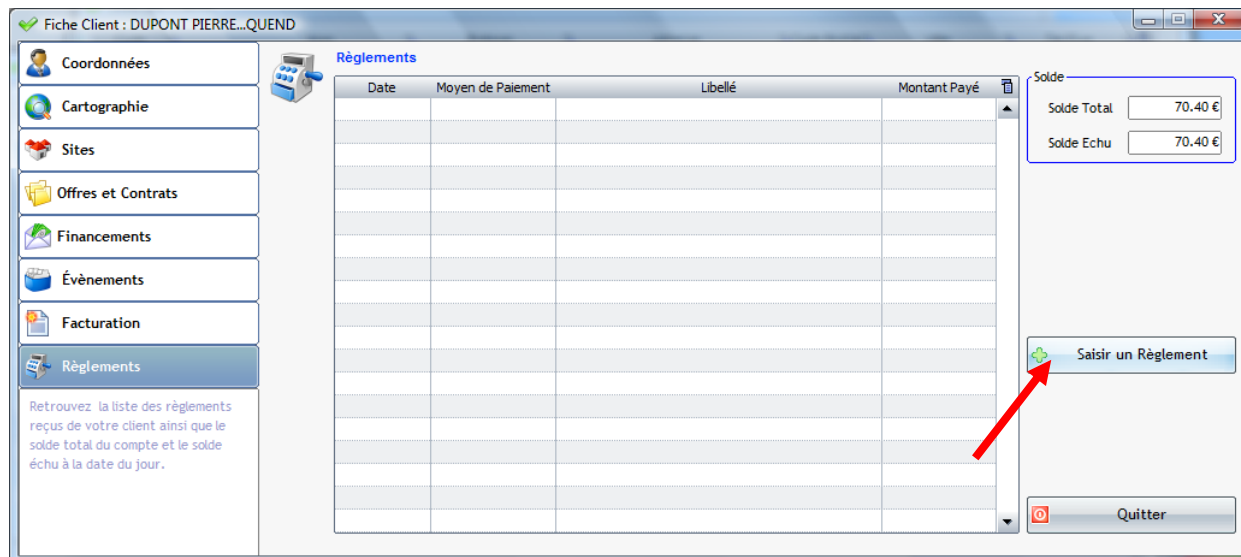 Fiche Client : DUPONT PIERRE...QUEND
Coordonnées
Cartographie
Sites
Offres et Contrats
Financements
Évènements
Facturation
Règlements
Retrouvez la liste des règlements
reçus de votre client ainsi que le
solde total du compte et le solde
échu à la date du jour.
Règlements
Date Moyen de Paiement Libellé Montant Payé
Solde
Solde Total 70.40 €
Solde Echu 70.40 €
Saisir un Règlement
Quitter